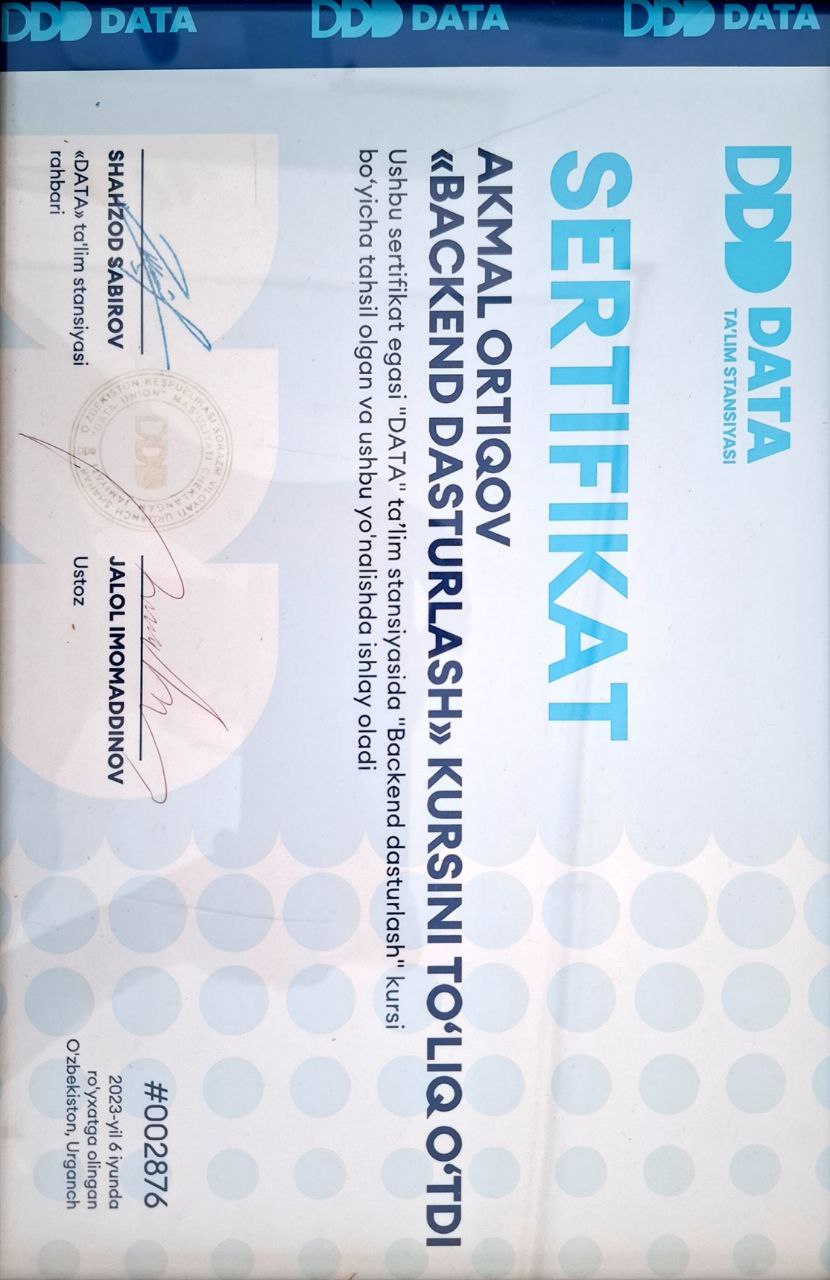 DDD DATA
TA'LIM STANSIYASI
SERTIFIKAT
AKMAL ORTIQOV
«BACKEND DASTURLASH» KURSINI TO‘LIQ O‘TDI
Ushbu sertifikat egasi "DATA" ta’lim stansiyasida "Backend dasturlash" kursi
bo‘yicha tahsil olgan va ushbu yo'nalishda ishlay oladi
SHAHZOD SABIROV
«DATA» ta'lim stansiyasi
rahbari
JALOL IMOMADDINOV
Ustoz
#002876
2023-yil 6 iyunda
ro'yxatga olingan
O'zbekiston, Urganch
DDD DATA
DDD DATA
DDD DATA
DDD